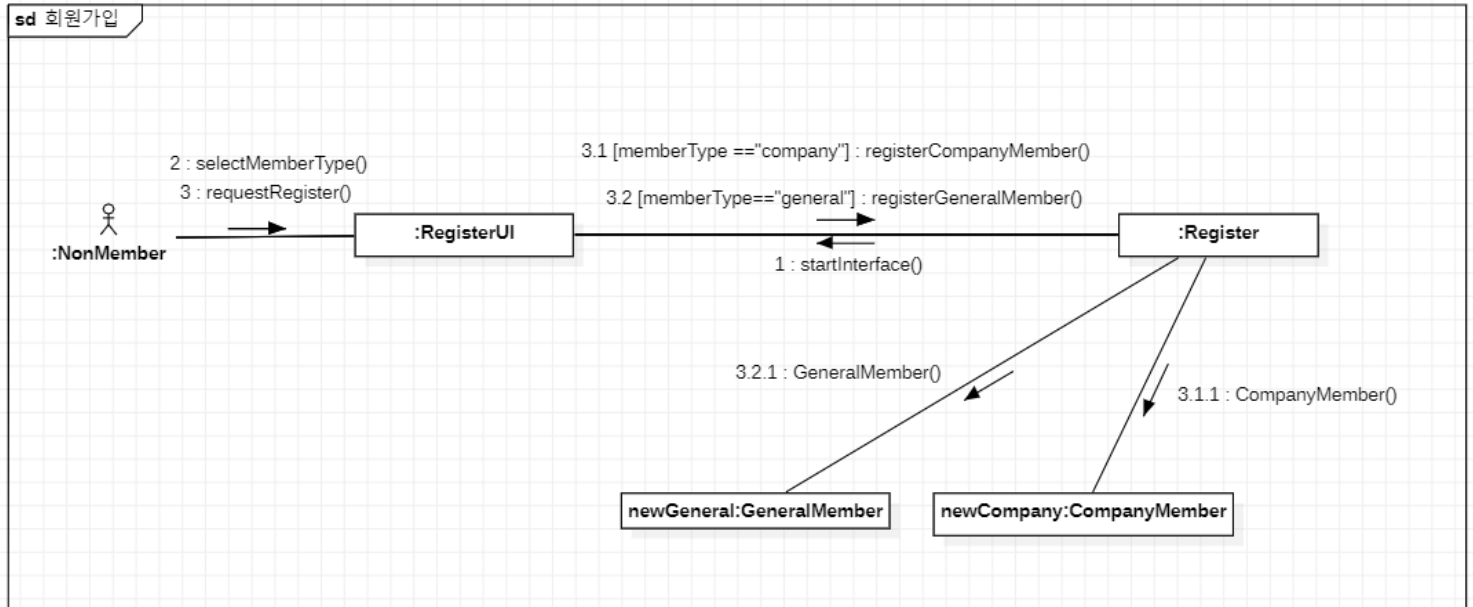 sd 회원가입
3.1 [memberType =="company"] : registerCompanyMember()
2 : selectMemberType()
3 : requestRegister()
3.2 [memberType=="general"] : registerGeneralMember()
:RegisterUI
:Register
:NonMember
1 : startInterface()
3.2.1 : GeneralMember()
3.1.1 : CompanyMember()
newGeneral:GeneralMember
newCompany:CompanyMember